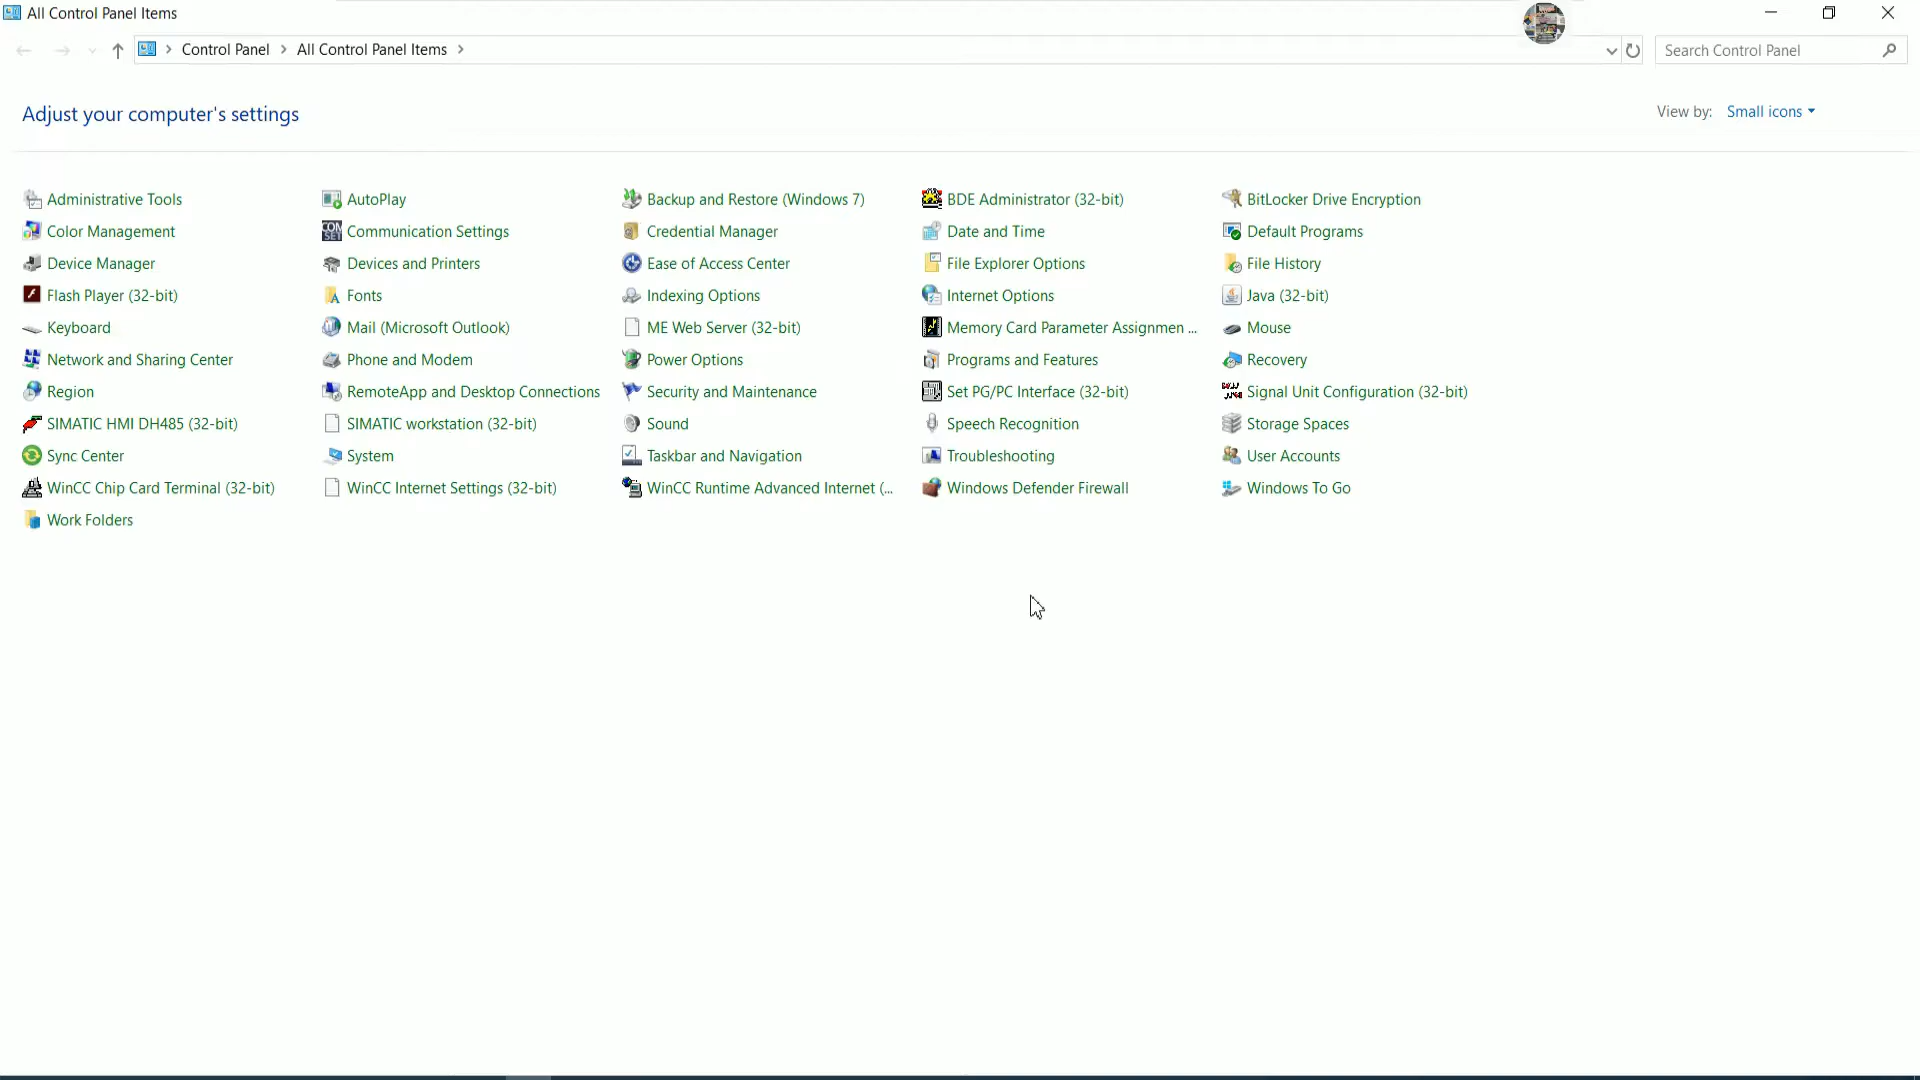 All Control Panel Items
Control Panel All Control Panel Items
Search Control Panel
Adjust your computer's settings
View by: Small icons
Administrative Tools AutoPlay Backup and Restore (Windows 7) BDE Administrator (32-bit) BitLocker Drive Encryption
Color Management Communication Settings Credential Manager Date and Time Default Programs
Device Manager Devices and Printers Ease of Access Center File Explorer Options File History
Flash Player (32-bit) Fonts Indexing Options Internet Options Java (32-bit)
Keyboard Mail (Microsoft Outlook) ME Web Server (32-bit) Memory Card Parameter Assignmen ... Mouse
Network and Sharing Center Phone and Modem Power Options Programs and Features Recovery
Region RemoteApp and Desktop Connections Security and Maintenance Set PG/PC Interface (32-bit) Signal Unit Configuration (32-bit)
SIMATIC HMI DH485 (32-bit) SIMATIC workstation (32-bit) Sound Speech Recognition Storage Spaces
Sync Center System Taskbar and Navigation Troubleshooting User Accounts
WinCC Chip Card Terminal (32-bit) WinCC Internet Settings (32-bit) WinCC Runtime Advanced Internet (... Windows Defender Firewall Windows To Go
Work Folders